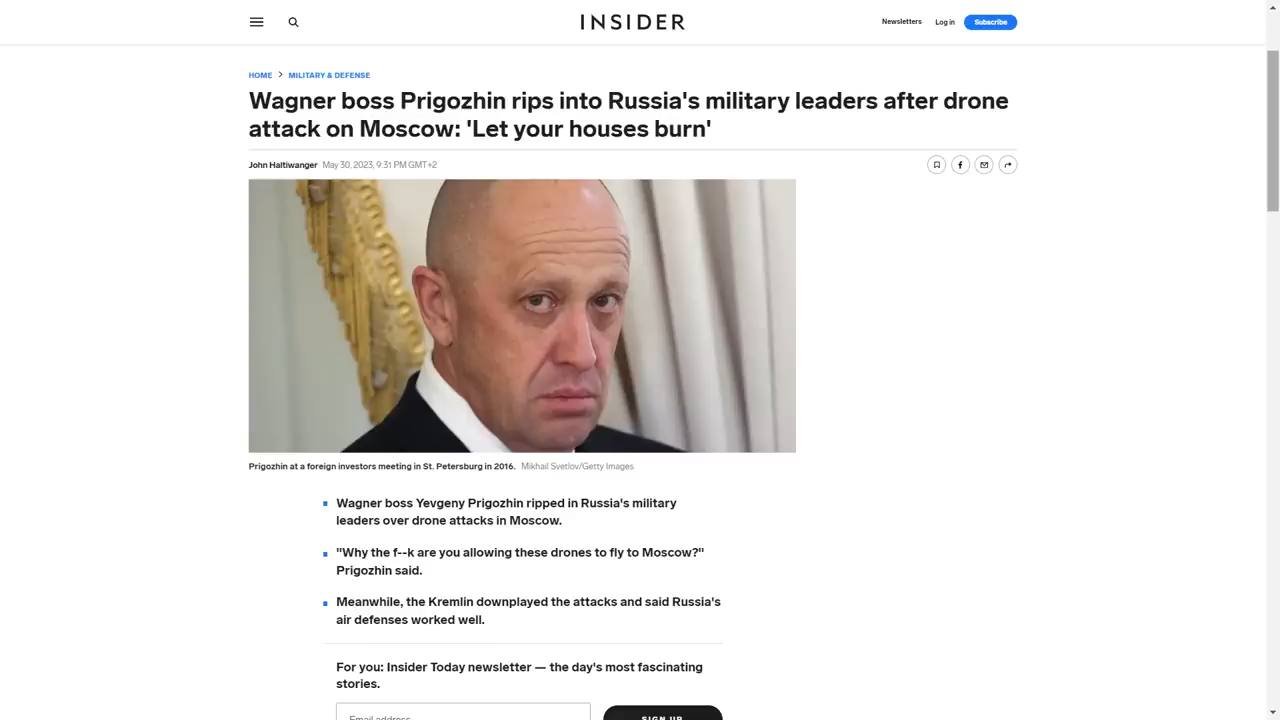 INSIDER
Newsletters
Log in
Subscribe
HOME > MILITARY & DEFENSE
Wagner boss Prigozhin rips into Russia's military leaders after drone
attack on Moscow: 'Let your houses burn'
John Haltiwanger May 30, 2023, 9:31 PM GMT+2
Prigozhin at a foreign investors meeting in St. Petersburg in 2016. Mikhail Svetlov/Getty Images
Wagner boss Yevgeny Prigozhin ripped in Russia's military
leaders over drone attacks in Moscow.
"Why the f--k are you allowing these drones to fly to Moscow?"
Prigozhin said.
Meanwhile, the Kremlin downplayed the attacks and said Russia's
air defenses worked well.
For you: Insider Today newsletter — the day's most fascinating
stories.
Email address
SIGN UP